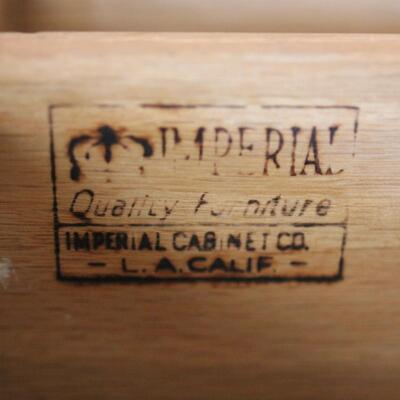 IMPERIAL
Quality Furniture
IMPERIAL CABINET CO.
- L.A. CALIF. -